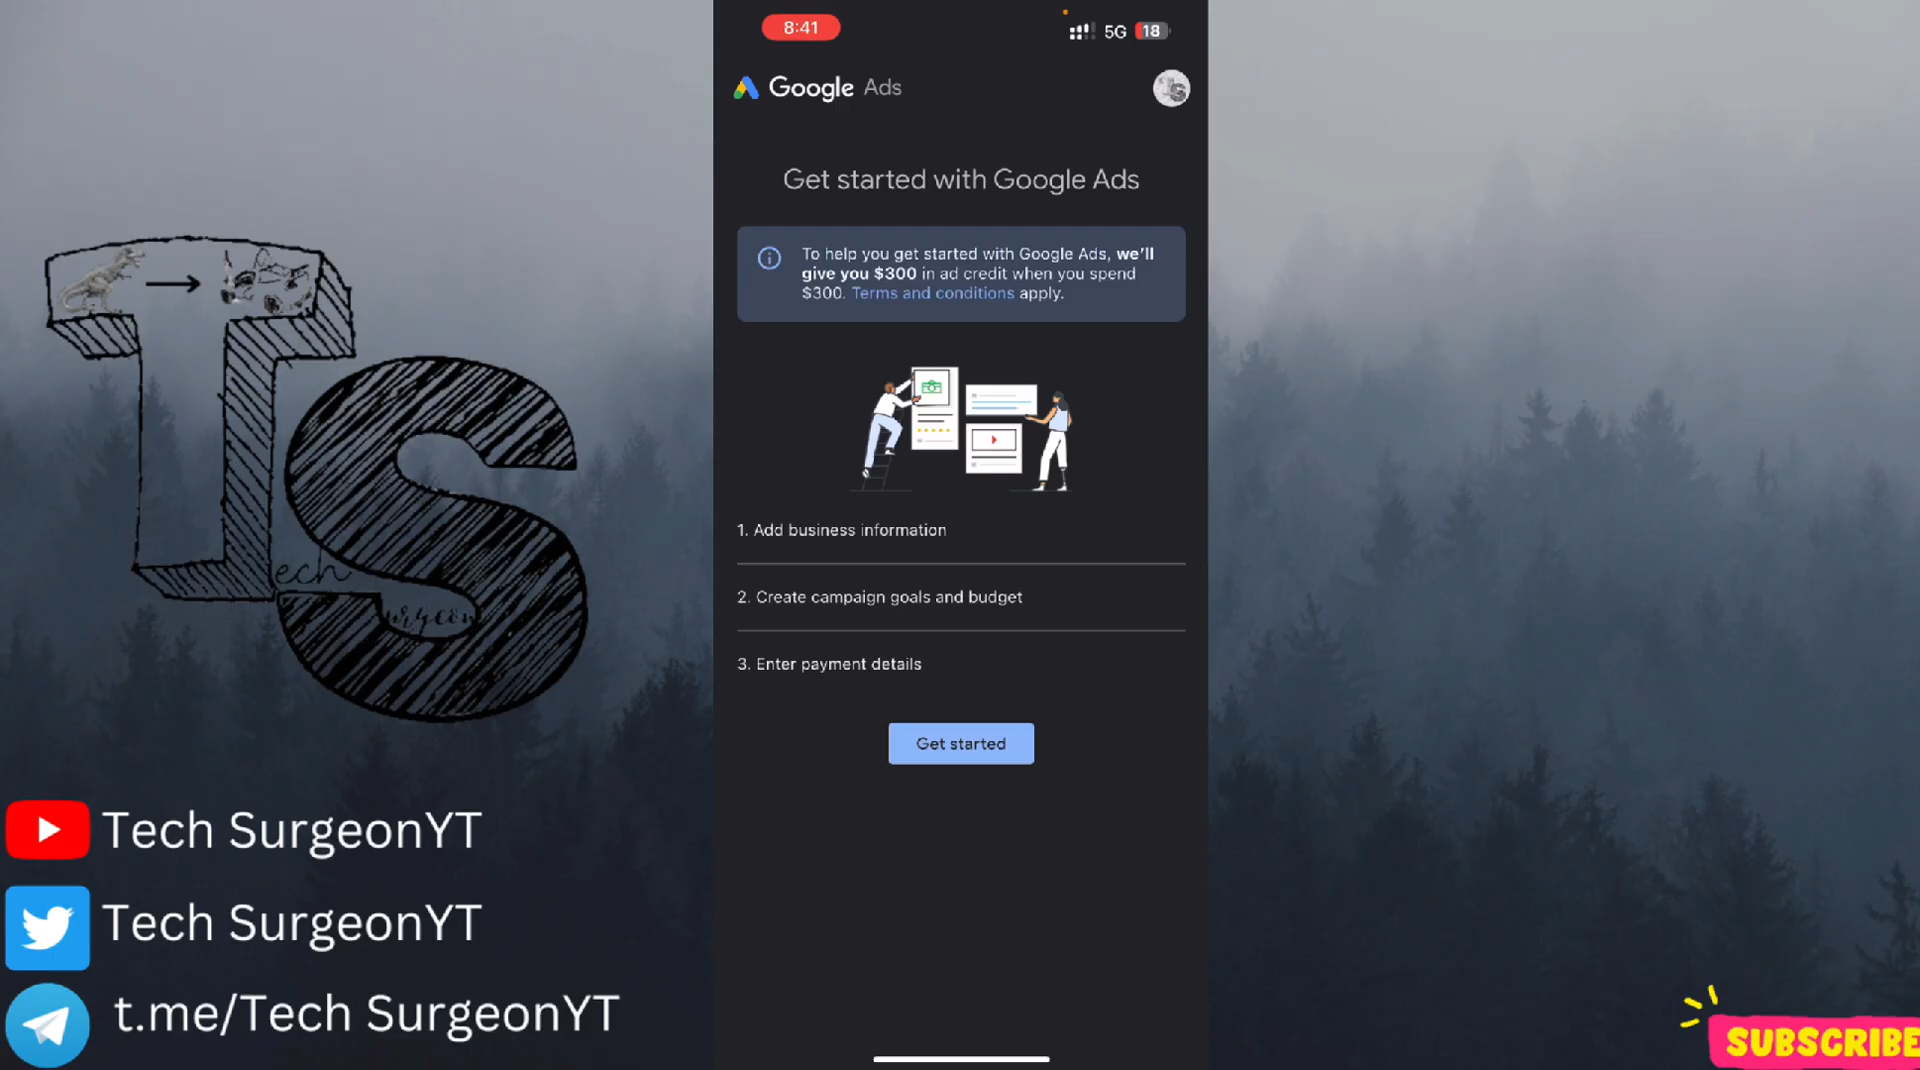 8:41
5G 18
Google Ads
Get started with Google Ads
To help you get started with Google Ads, we'll
give you $300 in ad credit when you spend
$300. Terms and conditions apply.
1. Add business information
2. Create campaign goals and budget
3. Enter payment details
Get started
TS
ech
urgeon
Tech SurgeonYT
Tech SurgeonYT
t.me/Tech SurgeonYT
SUBSCRIBE